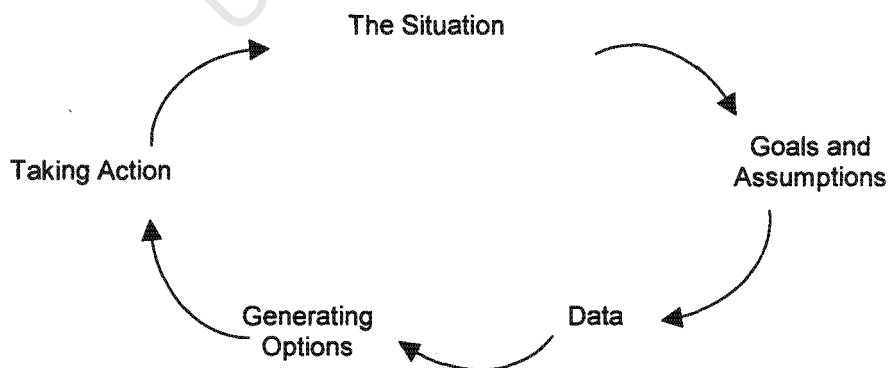 The Situation
Goals and
Assumptions
Data
Generating
Options
Taking Action